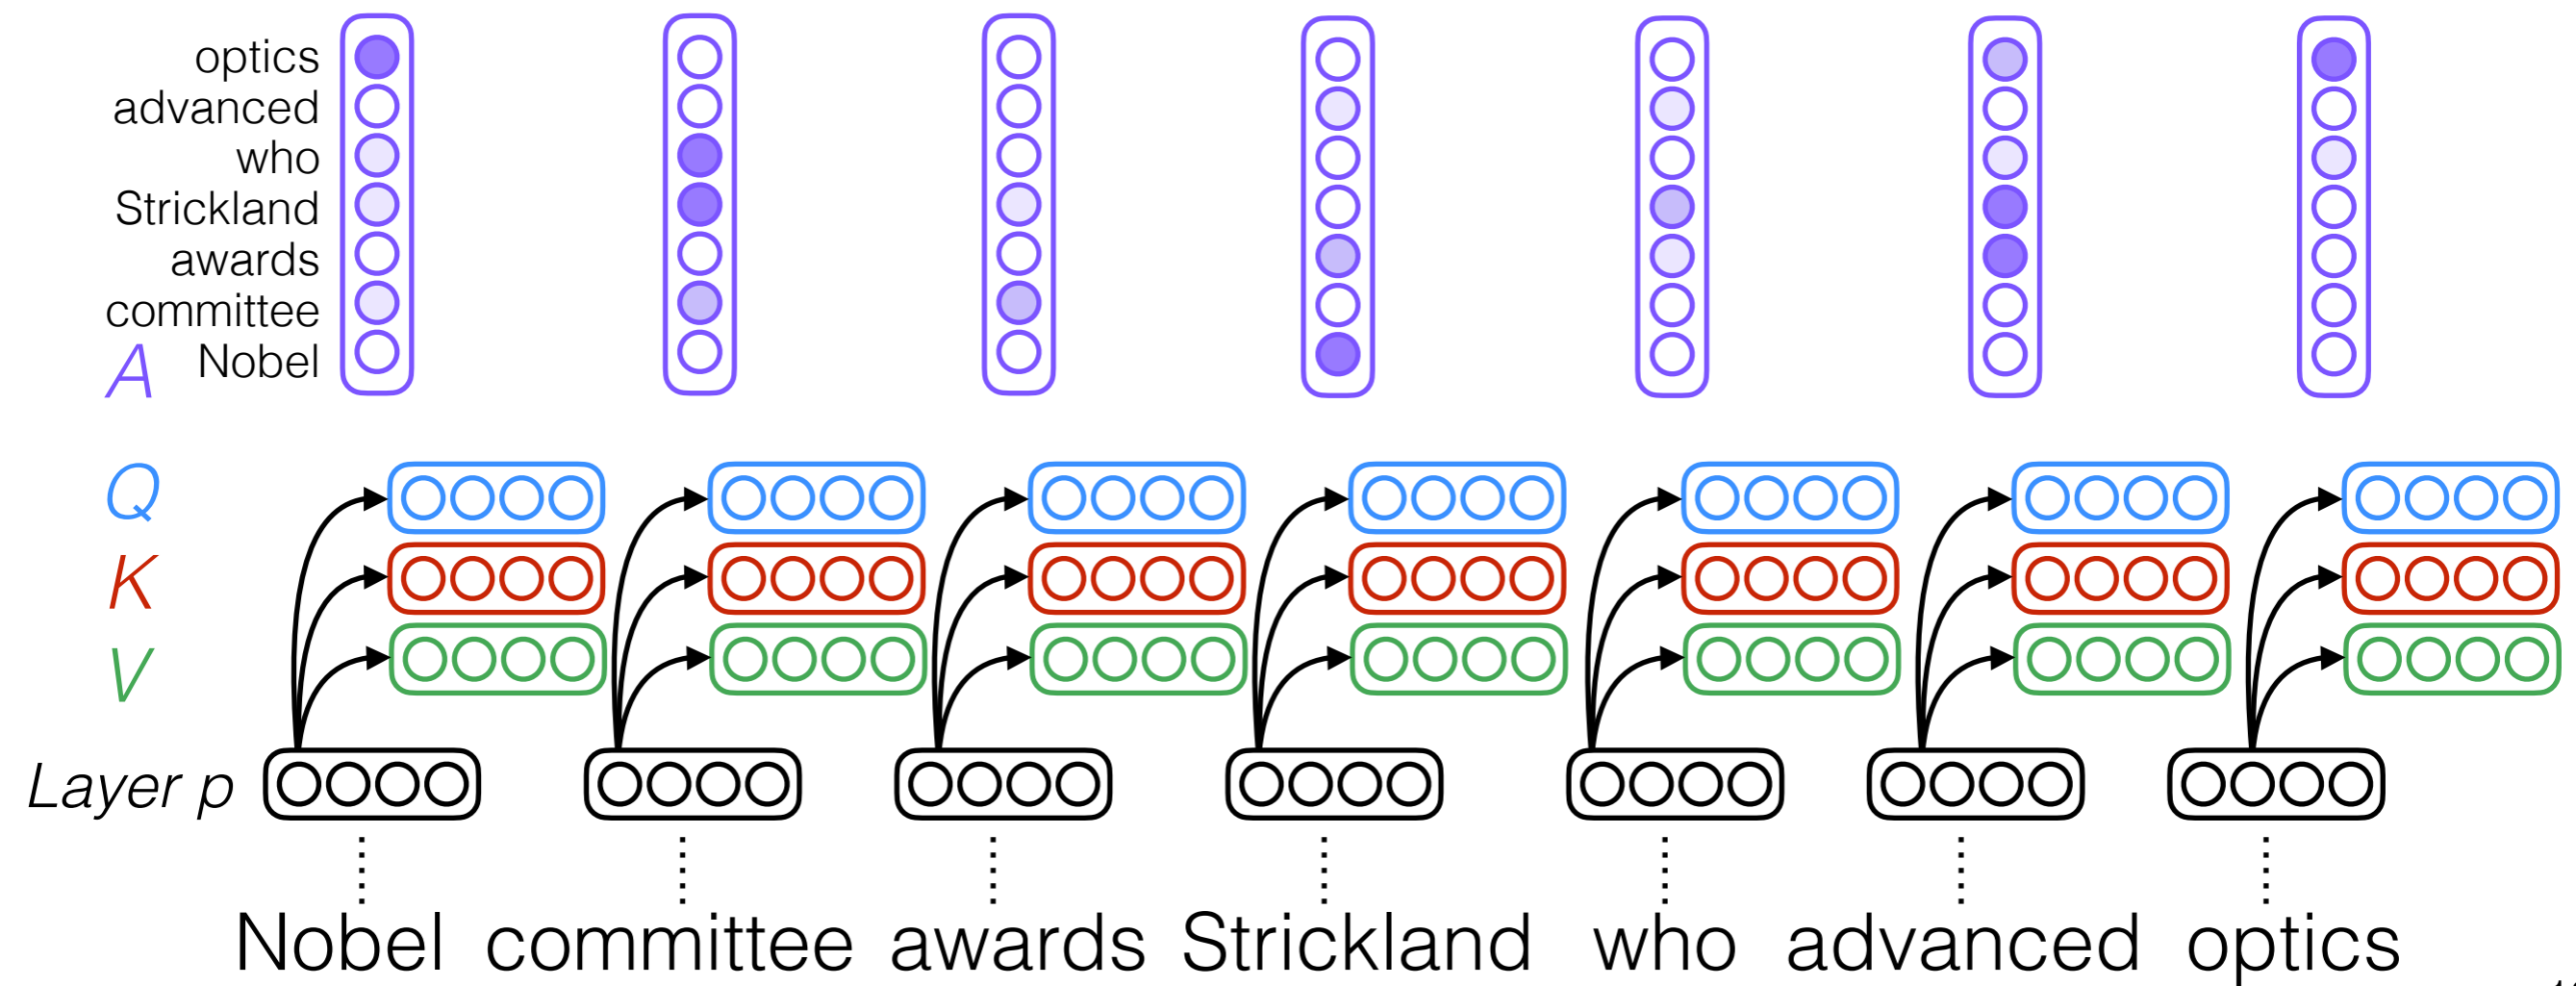 optics
advanced
who
Strickland
awards
committee
A Nobel
Q
K
V
Layer p
Nobel committee awards Strickland who advanced optics